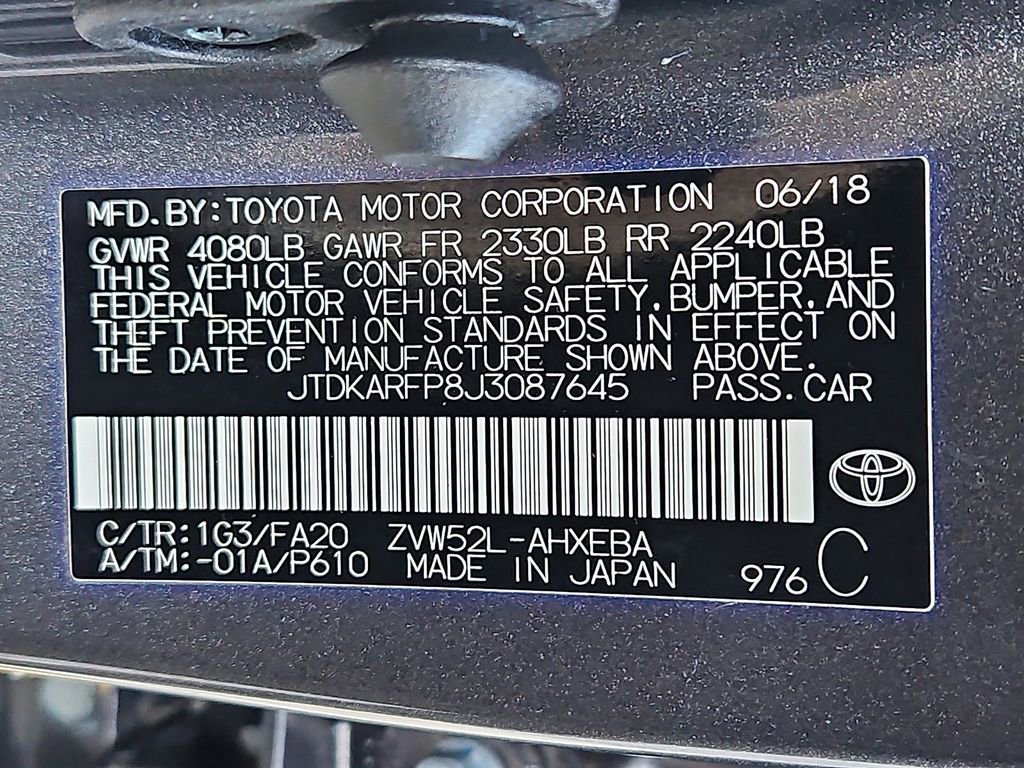 MFD.BY:TOYOTA MOTOR CORPORATION 06/18
GVWR 4080LB GAWR FR 2330LB RR 2240LB
THIS VEHICLE CONFORMS TO ALL APPLICABLE
FEDERAL MOTOR VEHICLE SAFETY,BUMPER,AND
THEFT PREVENTION STANDARDS IN EFFECT ON
THE DATE OF MANUFACTURE SHOWN ABOVE.
JTDKARFP8J3087645 PASS.CAR
C/TR:1G3/FA20 ZVW52L-AHXEBA
A/TM:-01A/P610 MADE IN JAPAN 976 C